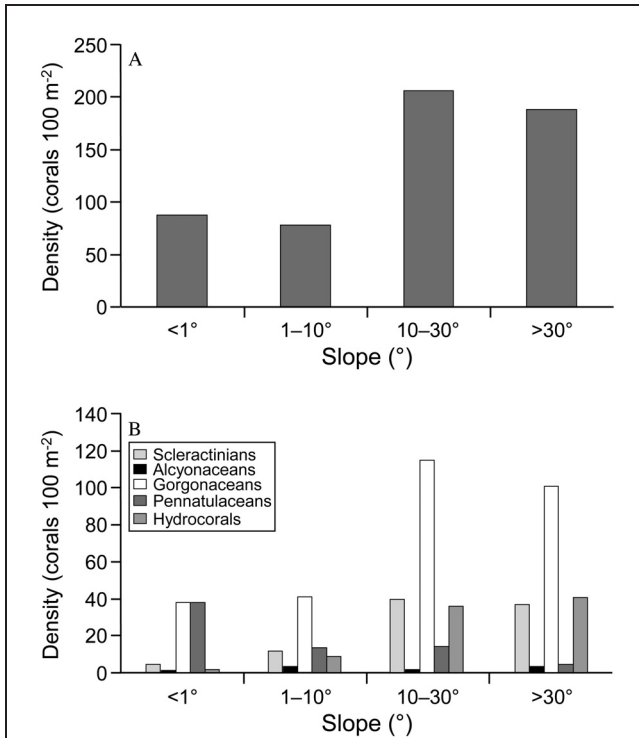 A
250
200
150
100
50
0
Density (corals 100 m-2)
<1° 1–10° 10–30° >30°
Slope (°)
B
140
120
100
80
60
40
20
0
Density (corals 100 m-2)
Scleractinians
Alcyonaceans
Gorgonaceans
Pennatulaceans
Hydrocorals
<1° 1–10° 10–30° >30°
Slope (°)